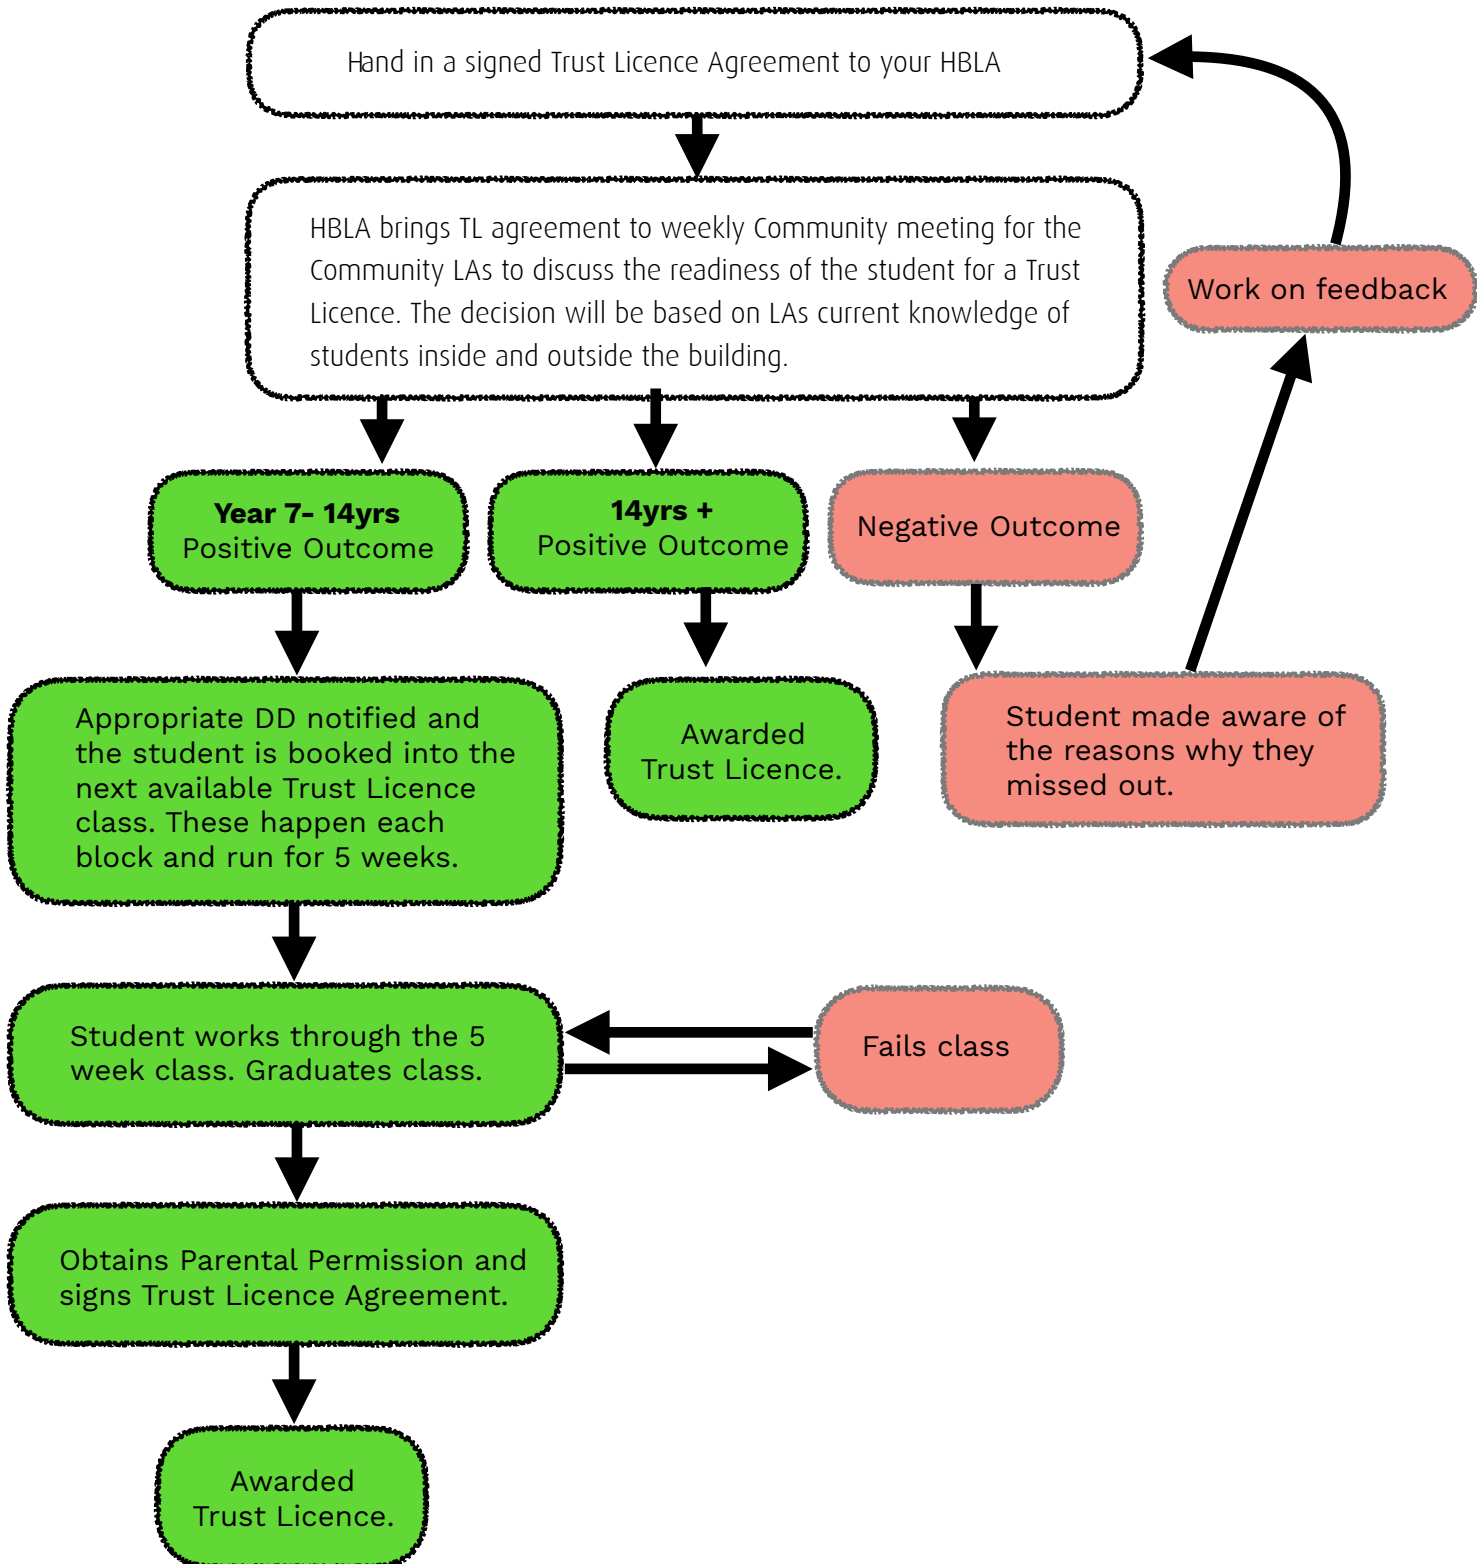 Hand in a signed Trust Licence Agreement to your HBLA
HBLA brings TL agreement to weekly Community meeting for the
Community LAs to discuss the readiness of the student for a Trust
Licence. The decision will be based on LAs current knowledge of
students inside and outside the building.
Work on feedback
Year 7- 14yrs
Positive Outcome
14yrs +
Positive Outcome
Negative Outcome
Appropriate DD notified and
the student is booked into the
next available Trust Licence
class. These happen each
block and run for 5 weeks.
Awarded
Trust Licence.
Student made aware of
the reasons why they
missed out.
Student works through the 5
week class. Graduates class.
Fails class
Obtains Parental Permission and
signs Trust Licence Agreement.
Awarded
Trust Licence.